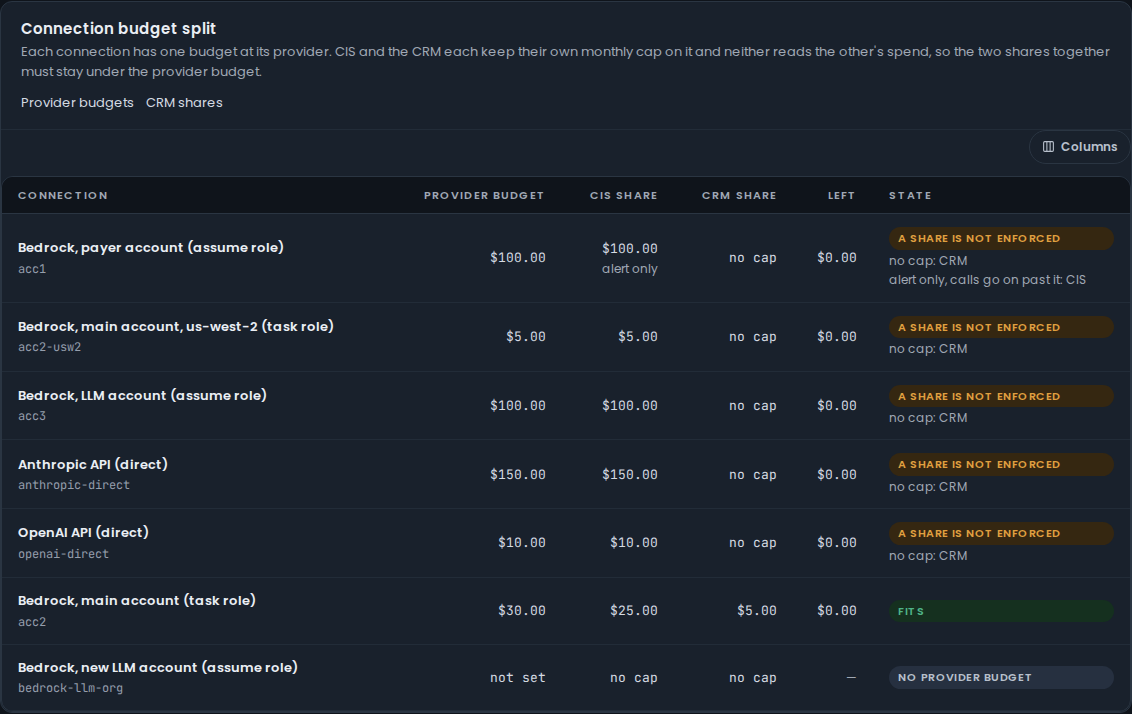 Connection budget split
Each connection has one budget at its provider. CIS and the CRM each keep their own monthly cap on it and neither reads the other's spend, so the two shares together
must stay under the provider budget.
Provider budgets CRM shares
Columns
CONNECTION PROVIDER BUDGET CIS SHARE CRM SHARE LEFT STATE
Bedrock, payer account (assume role)
acc1
$100.00
$100.00
alert only
no cap
$0.00
A SHARE IS NOT ENFORCED
no cap: CRM
alert only, calls go on past it: CIS
Bedrock, main account, us-west-2 (task role)
acc2-usw2
$5.00
$5.00
no cap
$0.00
A SHARE IS NOT ENFORCED
no cap: CRM
Bedrock, LLM account (assume role)
acc3
$100.00
$100.00
no cap
$0.00
A SHARE IS NOT ENFORCED
no cap: CRM
Anthropic API (direct)
anthropic-direct
$150.00
$150.00
no cap
$0.00
A SHARE IS NOT ENFORCED
no cap: CRM
OpenAI API (direct)
openai-direct
$10.00
$10.00
no cap
$0.00
A SHARE IS NOT ENFORCED
no cap: CRM
Bedrock, main account (task role)
acc2
$30.00
$25.00
$5.00
$0.00
FITS
Bedrock, new LLM account (assume role)
bedrock-llm-org
not set
no cap
no cap
—
NO PROVIDER BUDGET